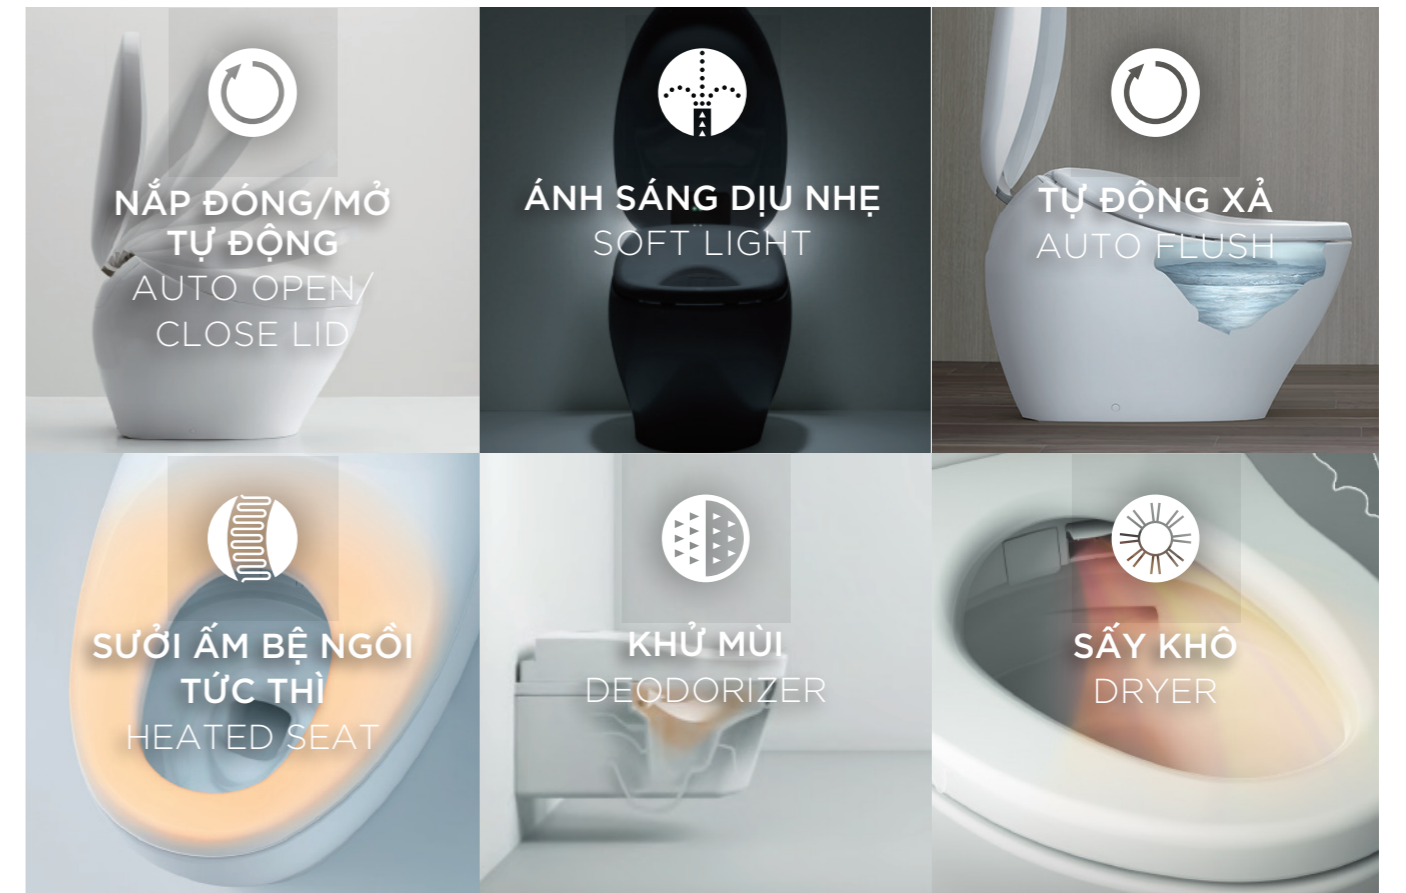 NẮP ĐÓNG/MỞ
TỰ ĐỘNG
AUTO OPEN/
CLOSE LID
ÁNH SÁNG DỊU NHẸ
SOFT LIGHT
TỰ ĐỘNG XẢ
AUTO FLUSH
SƯỞI ẤM BỆ NGỒI
TỨC THÌ
HEATED SEAT
KHỬ MÙI
DEODORIZER
SẤY KHÔ
DRYER